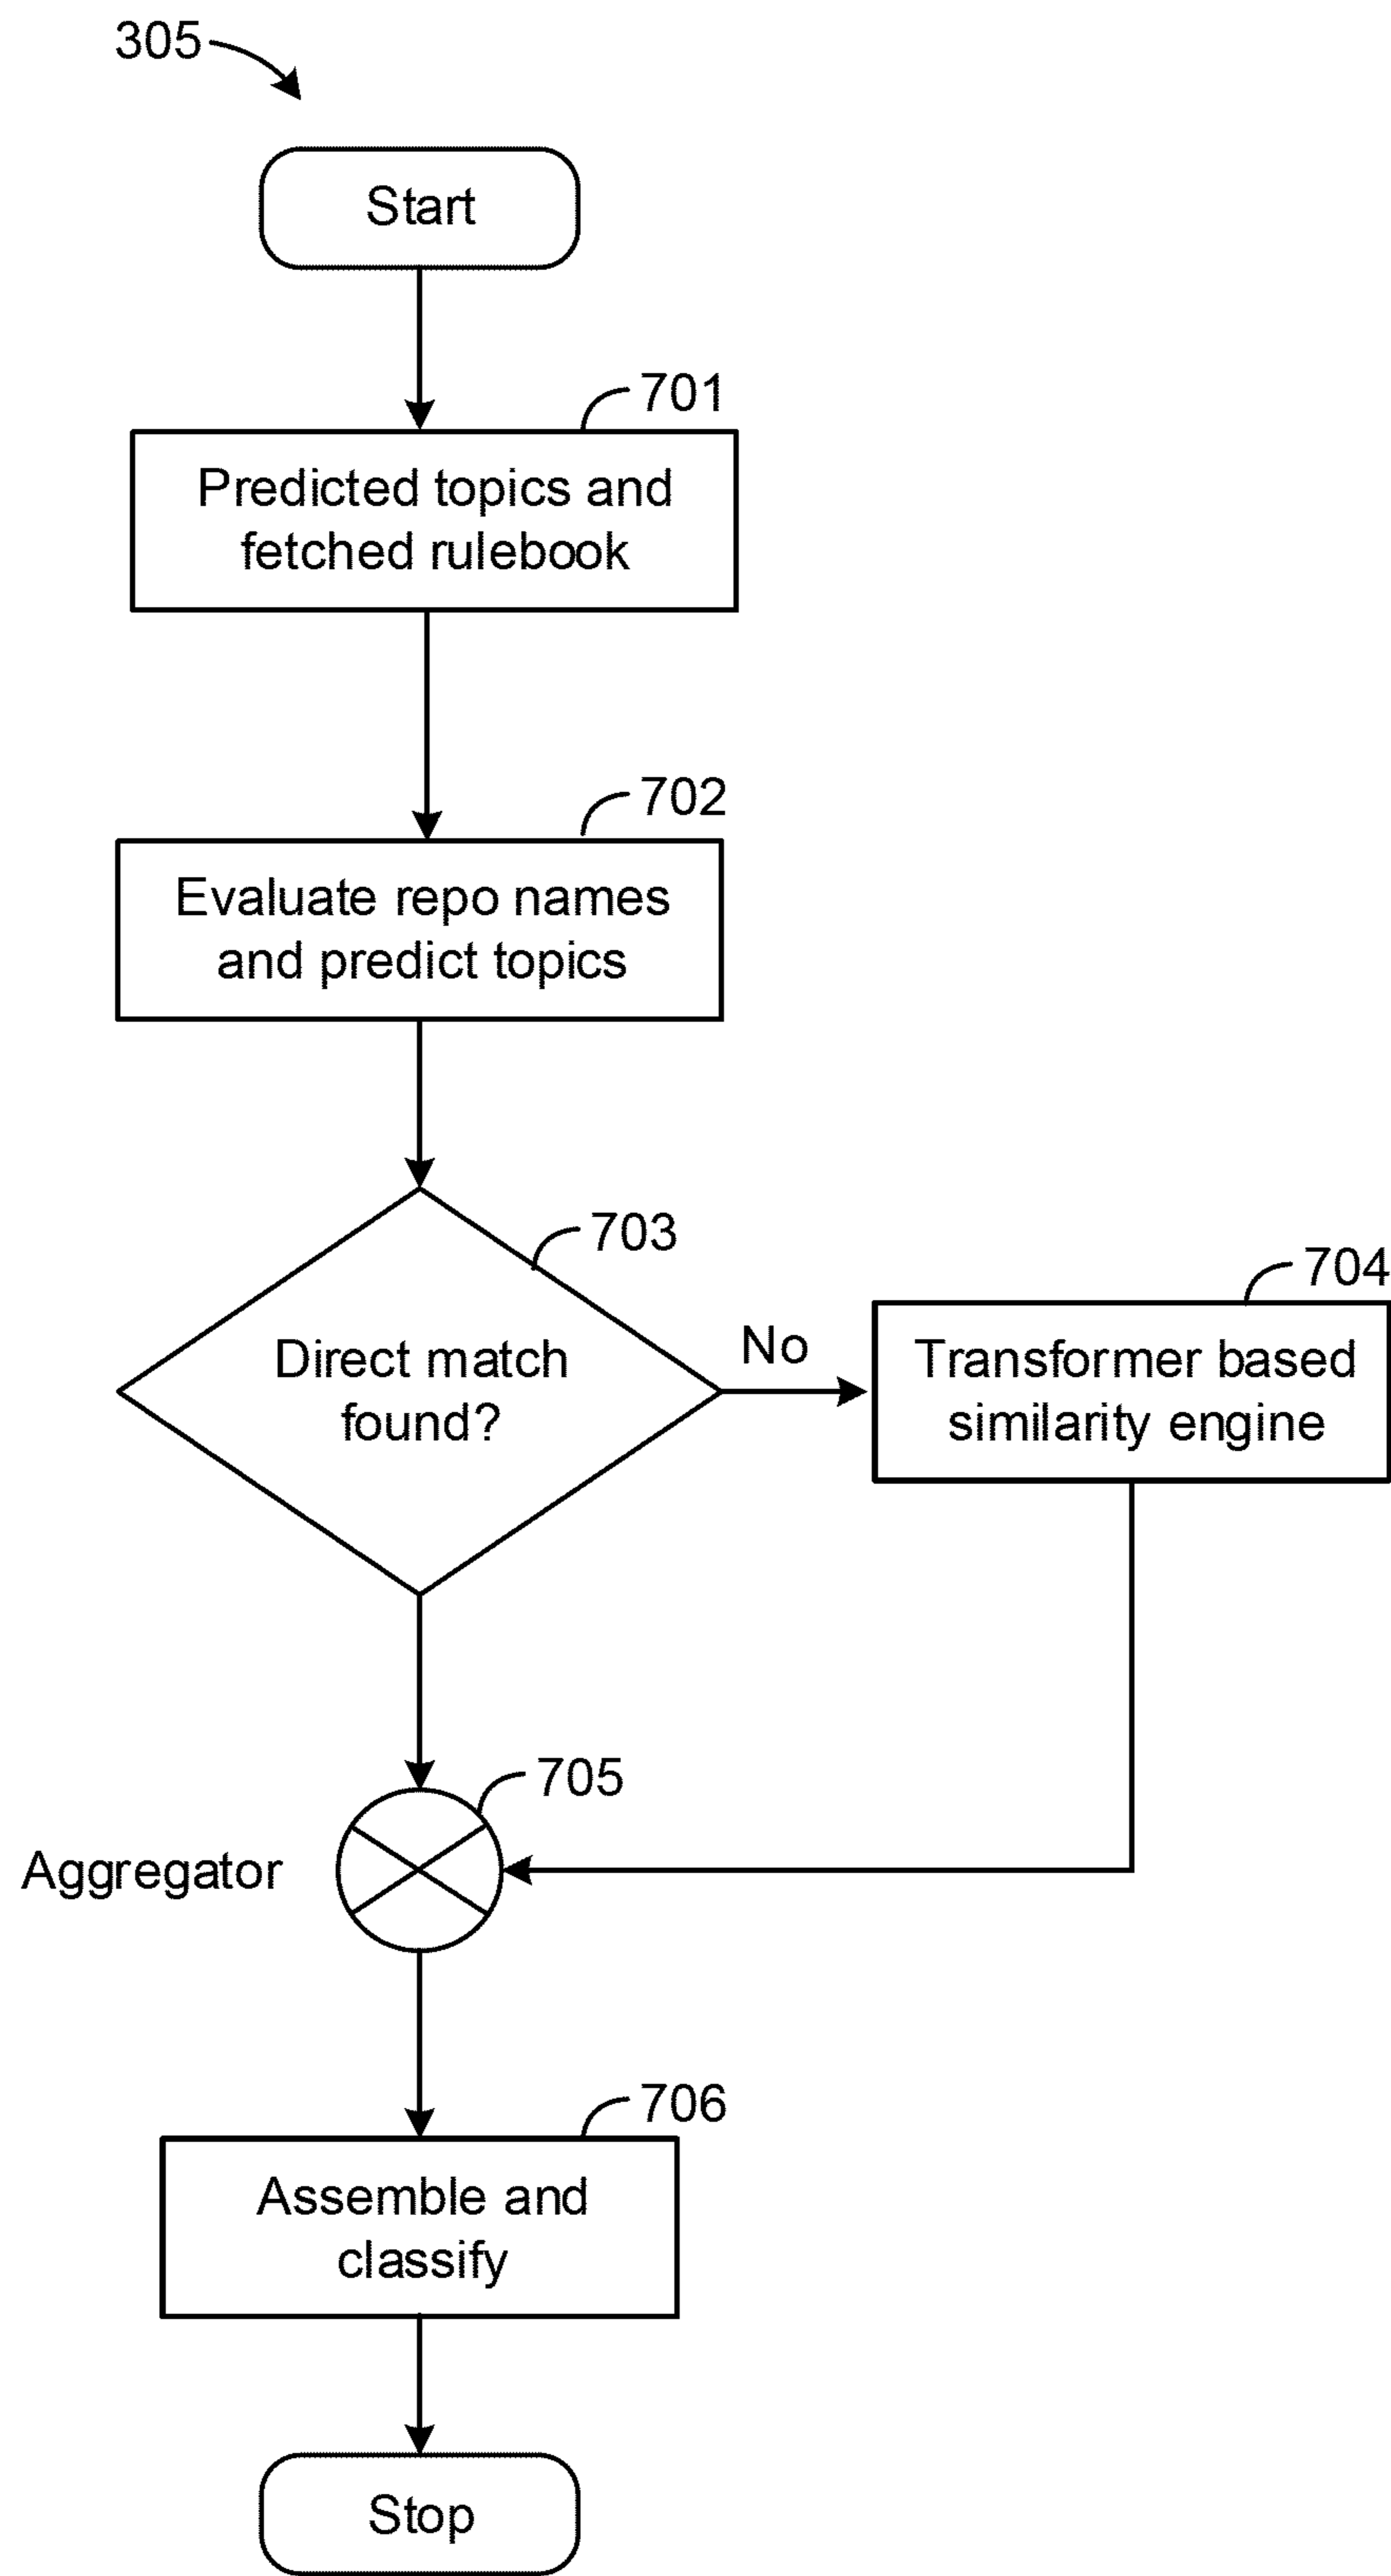 305
Start
701
Predicted topics and
fetched rulebook
702
Evaluate repo names
and predict topics
703
Direct match
found?
No
704
Transformer based
similarity engine
705
Aggregator
706
Assemble and
classify
Stop